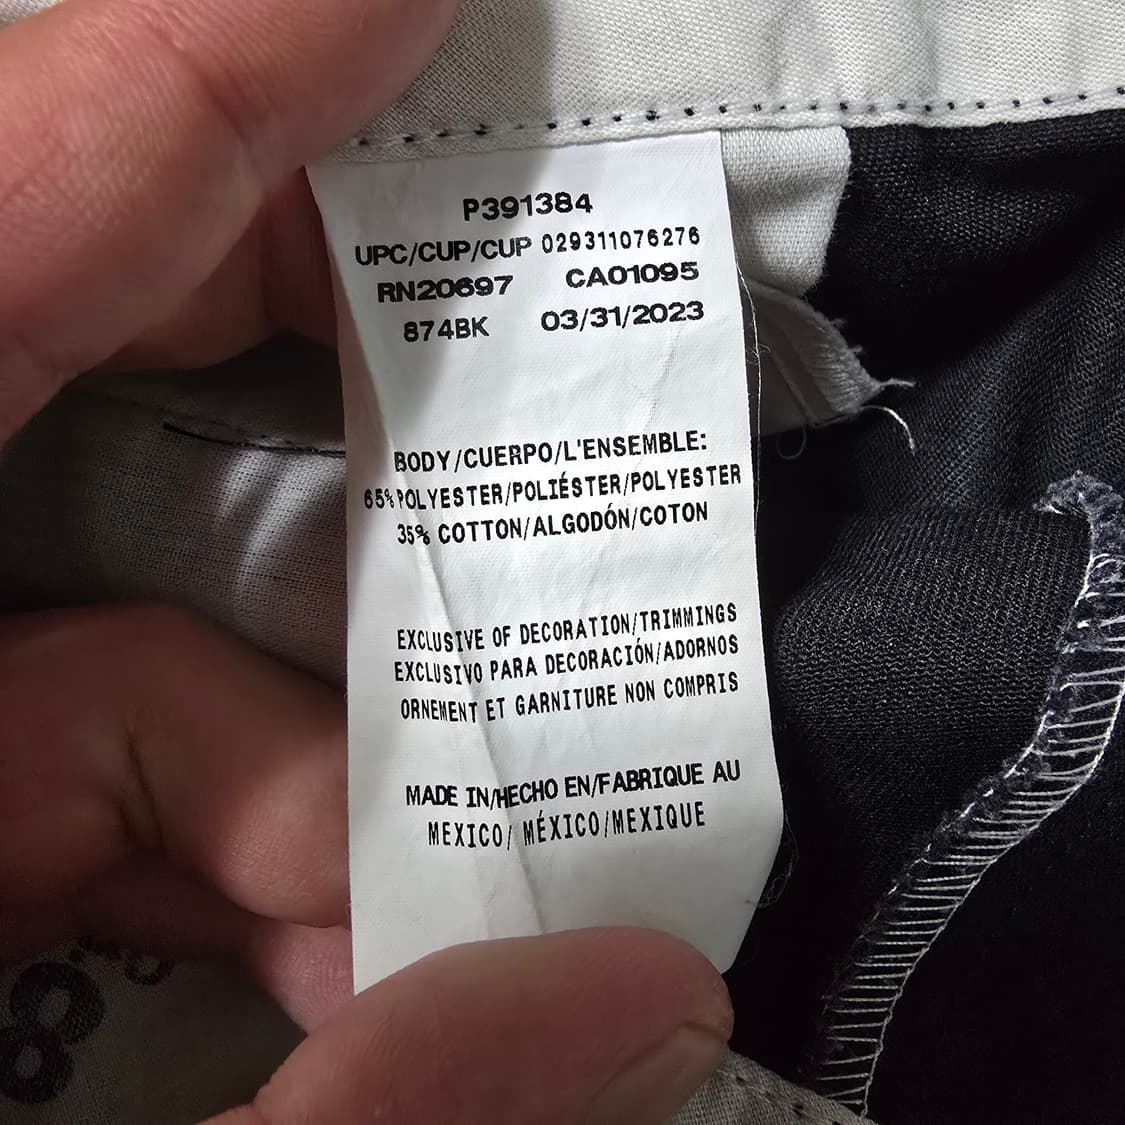 P391384
UPC/CUP/CUP 029311076276
RN20697 CA01095
874BK 03/31/2023
BODY/CUERPO/L'ENSEMBLE:
65% POLYESTER/POLIÉSTER/POLYESTER
35% COTTON/ALGODÓN/COTON
EXCLUSIVE OF DECORATION/TRIMMINGS
EXCLUSIVO PARA DECORACIÓN/ADORNOS
ORNEMENT ET GARNITURE NON COMPRIS
MADE IN/HECHO EN/FABRIQUE AU
MEXICO/ MÉXICO/MEXIQUE